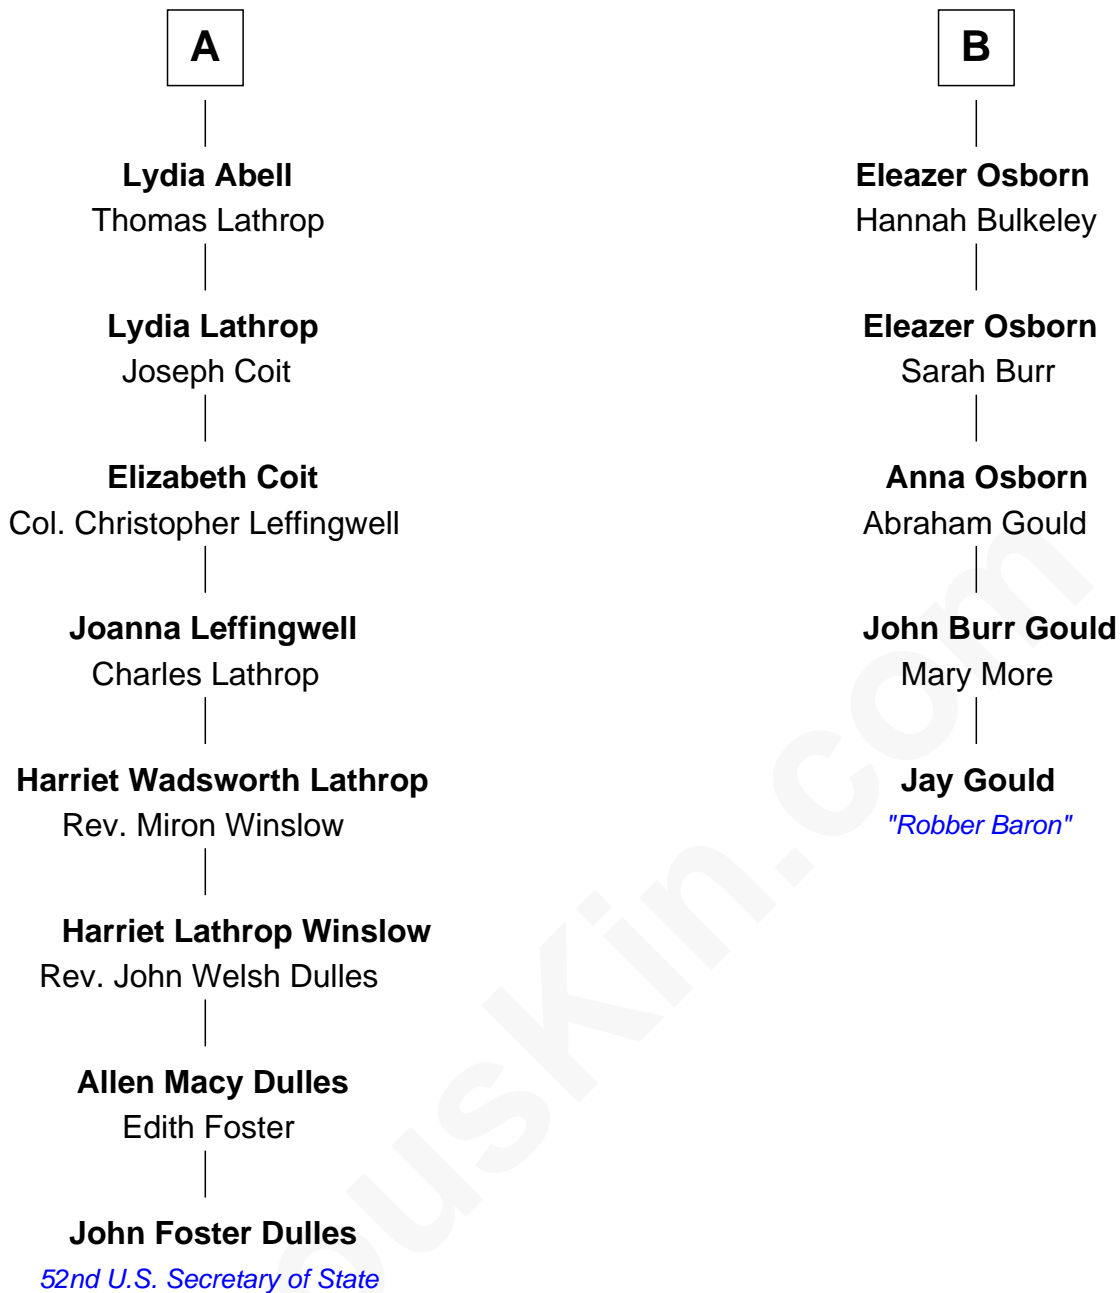 A
Lydia Abell
Thomas Lathrop
Lydia Lathrop
Joseph Coit
Elizabeth Coit
Col. Christopher Leffingwell
Joanna Leffingwell
Charles Lathrop
Harriet Wadsworth Lathrop
Rev. Miron Winslow
Harriet Lathrop Winslow
Rev. John Welsh Dulles
Allen Macy Dulles
Edith Foster
John Foster Dulles
52nd U.S. Secretary of State
B
Eleazer Osborn
Hannah Bulkeley
Eleazer Osborn
Sarah Burr
Anna Osborn
Abraham Gould
John Burr Gould
Mary More
Jay Gould
"Robber Baron"
ousKin.com